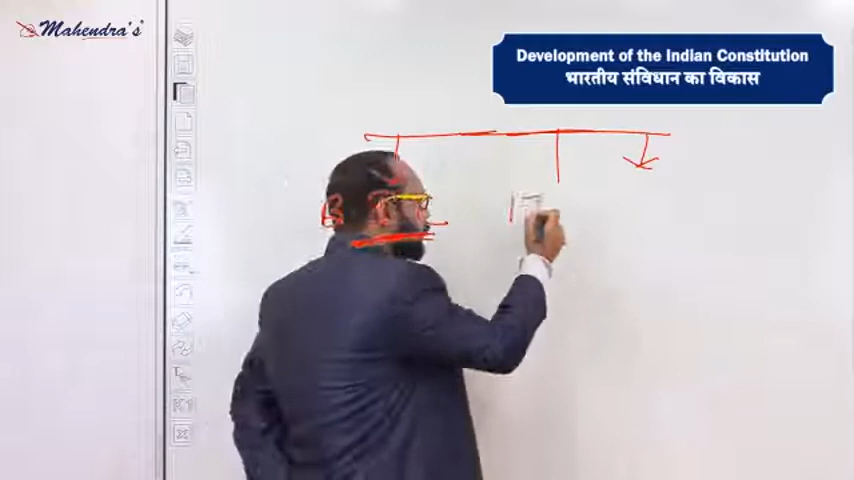 Mahendra's
Development of the Indian Constitution
भारतीय संविधान का विकास